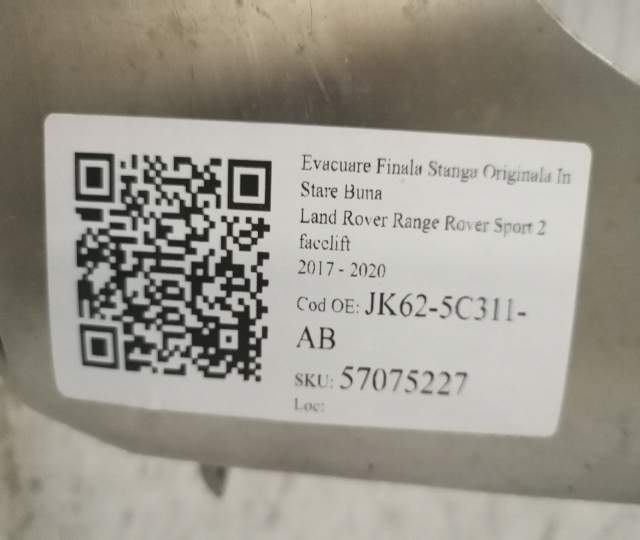 Evacuare Finala Stanga Originala In
Stare Buna
Land Rover Range Rover Sport 2
facelift
2017 - 2020
Cod OE: JK62-5C311-
AB
SKU: 57075227
Loc: